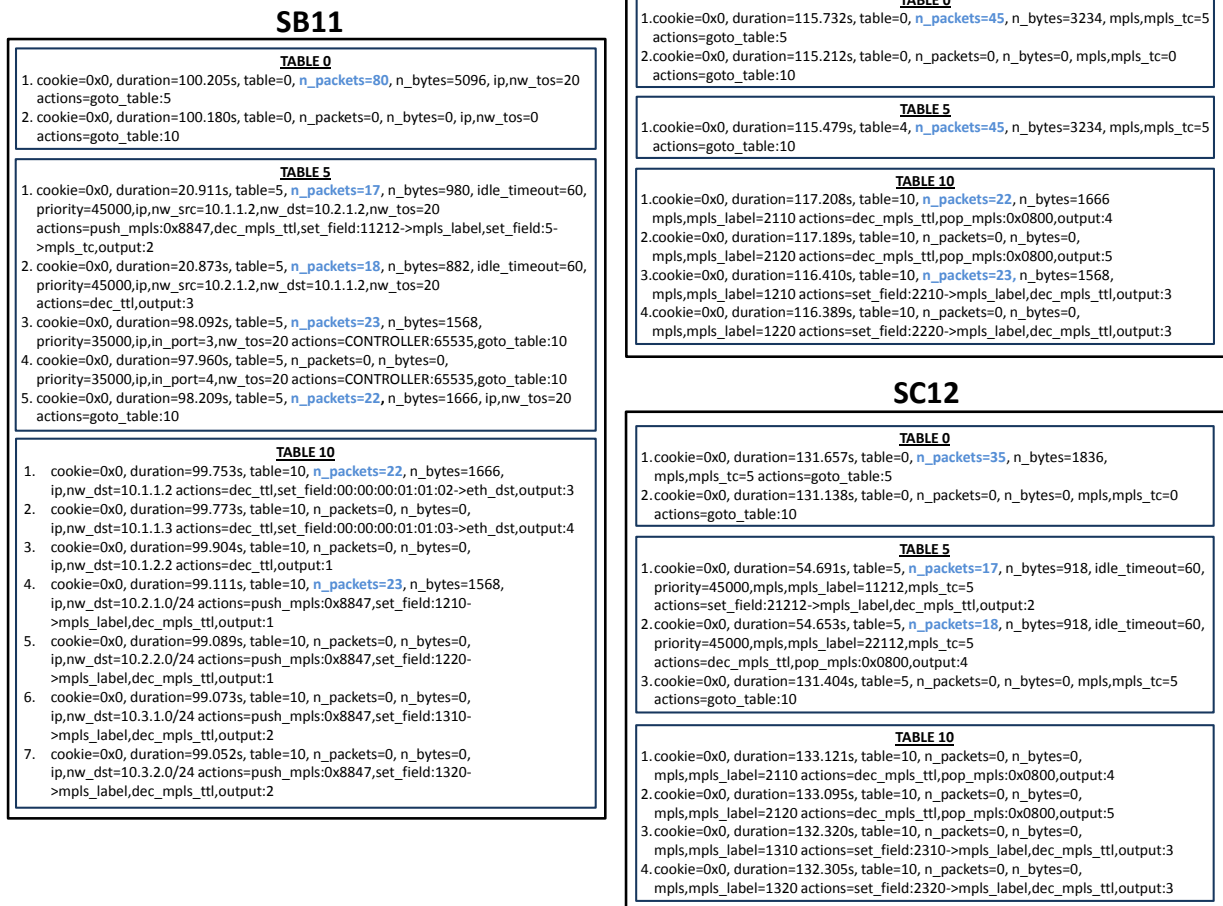 SB11
TABLE 0
1. cookie=0x0, duration=100.205s, table=0, n_packets=80, n_bytes=5096, ip,nw_tos=20
actions=goto_table:5
2. cookie=0x0, duration=100.180s, table=0, n_packets=0, n_bytes=0, ip,nw_tos=0
actions=goto_table:10
TABLE 5
1. cookie=0x0, duration=20.911s, table=5, n_packets=17, n_bytes=980, idle_timeout=60,
priority=45000,ip,nw_src=10.1.1.2,nw_dst=10.2.1.2,nw_tos=20
actions=push_mpls:0x8847,dec_mpls_ttl,set_field:11212->mpls_label,set_field:5-
>mpls_tc,output:2
2. cookie=0x0, duration=20.873s, table=5, n_packets=18, n_bytes=882, idle_timeout=60,
priority=45000,ip,nw_src=10.2.1.2,nw_dst=10.1.1.2,nw_tos=20
actions=dec_ttl,output:3
3. cookie=0x0, duration=98.092s, table=5, n_packets=23, n_bytes=1568,
priority=35000,ip,in_port=3,nw_tos=20 actions=CONTROLLER:65535,goto_table:10
4. cookie=0x0, duration=97.960s, table=5, n_packets=0, n_bytes=0,
priority=35000,ip,in_port=4,nw_tos=20 actions=CONTROLLER:65535,goto_table:10
5. cookie=0x0, duration=98.209s, table=5, n_packets=22, n_bytes=1666, ip,nw_tos=20
actions=goto_table:10
TABLE 10
1. cookie=0x0, duration=99.753s, table=10, n_packets=22, n_bytes=1666,
ip,nw_dst=10.1.1.2 actions=dec_ttl,set_field:00:00:00:01:01:02->eth_dst,output:3
2. cookie=0x0, duration=99.773s, table=10, n_packets=0, n_bytes=0,
ip,nw_dst=10.1.1.3 actions=dec_ttl,set_field:00:00:00:01:01:03->eth_dst,output:4
3. cookie=0x0, duration=99.904s, table=10, n_packets=0, n_bytes=0,
ip,nw_dst=10.1.2.2 actions=dec_ttl,output:1
4. cookie=0x0, duration=99.111s, table=10, n_packets=23, n_bytes=1568,
ip,nw_dst=10.2.1.0/24 actions=push_mpls:0x8847,set_field:1210-
>mpls_label,dec_mpls_ttl,output:1
5. cookie=0x0, duration=99.089s, table=10, n_packets=0, n_bytes=0,
ip,nw_dst=10.2.2.0/24 actions=push_mpls:0x8847,set_field:1220-
>mpls_label,dec_mpls_ttl,output:1
6. cookie=0x0, duration=99.073s, table=10, n_packets=0, n_bytes=0,
ip,nw_dst=10.3.1.0/24 actions=push_mpls:0x8847,set_field:1310-
>mpls_label,dec_mpls_ttl,output:2
7. cookie=0x0, duration=99.052s, table=10, n_packets=0, n_bytes=0,
ip,nw_dst=10.3.2.0/24 actions=push_mpls:0x8847,set_field:1320-
>mpls_label,dec_mpls_ttl,output:2
TABLE 0
1.cookie=0x0, duration=115.732s, table=0, n_packets=45, n_bytes=3234, mpls,mpls_tc=5
actions=goto_table:5
2.cookie=0x0, duration=115.212s, table=0, n_packets=0, n_bytes=0, mpls,mpls_tc=0
actions=goto_table:10
TABLE 5
1.cookie=0x0, duration=115.479s, table=4, n_packets=45, n_bytes=3234, mpls,mpls_tc=5
actions=goto_table:10
TABLE 10
1.cookie=0x0, duration=117.208s, table=10, n_packets=22, n_bytes=1666
mpls,mpls_label=2110 actions=dec_mpls_ttl,pop_mpls:0x0800,output:4
2.cookie=0x0, duration=117.189s, table=10, n_packets=0, n_bytes=0,
mpls,mpls_label=2120 actions=dec_mpls_ttl,pop_mpls:0x0800,output:5
3.cookie=0x0, duration=116.410s, table=10, n_packets=23, n_bytes=1568,
mpls,mpls_label=1210 actions=set_field:2210->mpls_label,dec_mpls_ttl,output:3
4.cookie=0x0, duration=116.389s, table=10, n_packets=0, n_bytes=0,
mpls,mpls_label=1220 actions=set_field:2220->mpls_label,dec_mpls_ttl,output:3
SC12
TABLE 0
1.cookie=0x0, duration=131.657s, table=0, n_packets=35, n_bytes=1836,
mpls,mpls_tc=5 actions=goto_table:5
2.cookie=0x0, duration=131.138s, table=0, n_packets=0, n_bytes=0, mpls,mpls_tc=0
actions=goto_table:10
TABLE 5
1.cookie=0x0, duration=54.691s, table=5, n_packets=17, n_bytes=918, idle_timeout=60,
priority=45000,mpls,mpls_label=11212,mpls_tc=5
actions=set_field:21212->mpls_label,dec_mpls_ttl,output:2
2.cookie=0x0, duration=54.653s, table=5, n_packets=18, n_bytes=918, idle_timeout=60,
priority=45000,mpls,mpls_label=22112,mpls_tc=5
actions=dec_mpls_ttl,pop_mpls:0x0800,output:4
3.cookie=0x0, duration=131.404s, table=5, n_packets=0, n_bytes=0, mpls,mpls_tc=5
actions=goto_table:10
TABLE 10
1.cookie=0x0, duration=133.121s, table=10, n_packets=0, n_bytes=0,
mpls,mpls_label=2110 actions=dec_mpls_ttl,pop_mpls:0x0800,output:4
2.cookie=0x0, duration=133.095s, table=10, n_packets=0, n_bytes=0,
mpls,mpls_label=2120 actions=dec_mpls_ttl,pop_mpls:0x0800,output:5
3.cookie=0x0, duration=132.320s, table=10, n_packets=0, n_bytes=0,
mpls,mpls_label=1310 actions=set_field:2310->mpls_label,dec_mpls_ttl,output:3
4.cookie=0x0, duration=132.305s, table=10, n_packets=0, n_bytes=0,
mpls,mpls_label=1320 actions=set_field:2320->mpls_label,dec_mpls_ttl,output:3